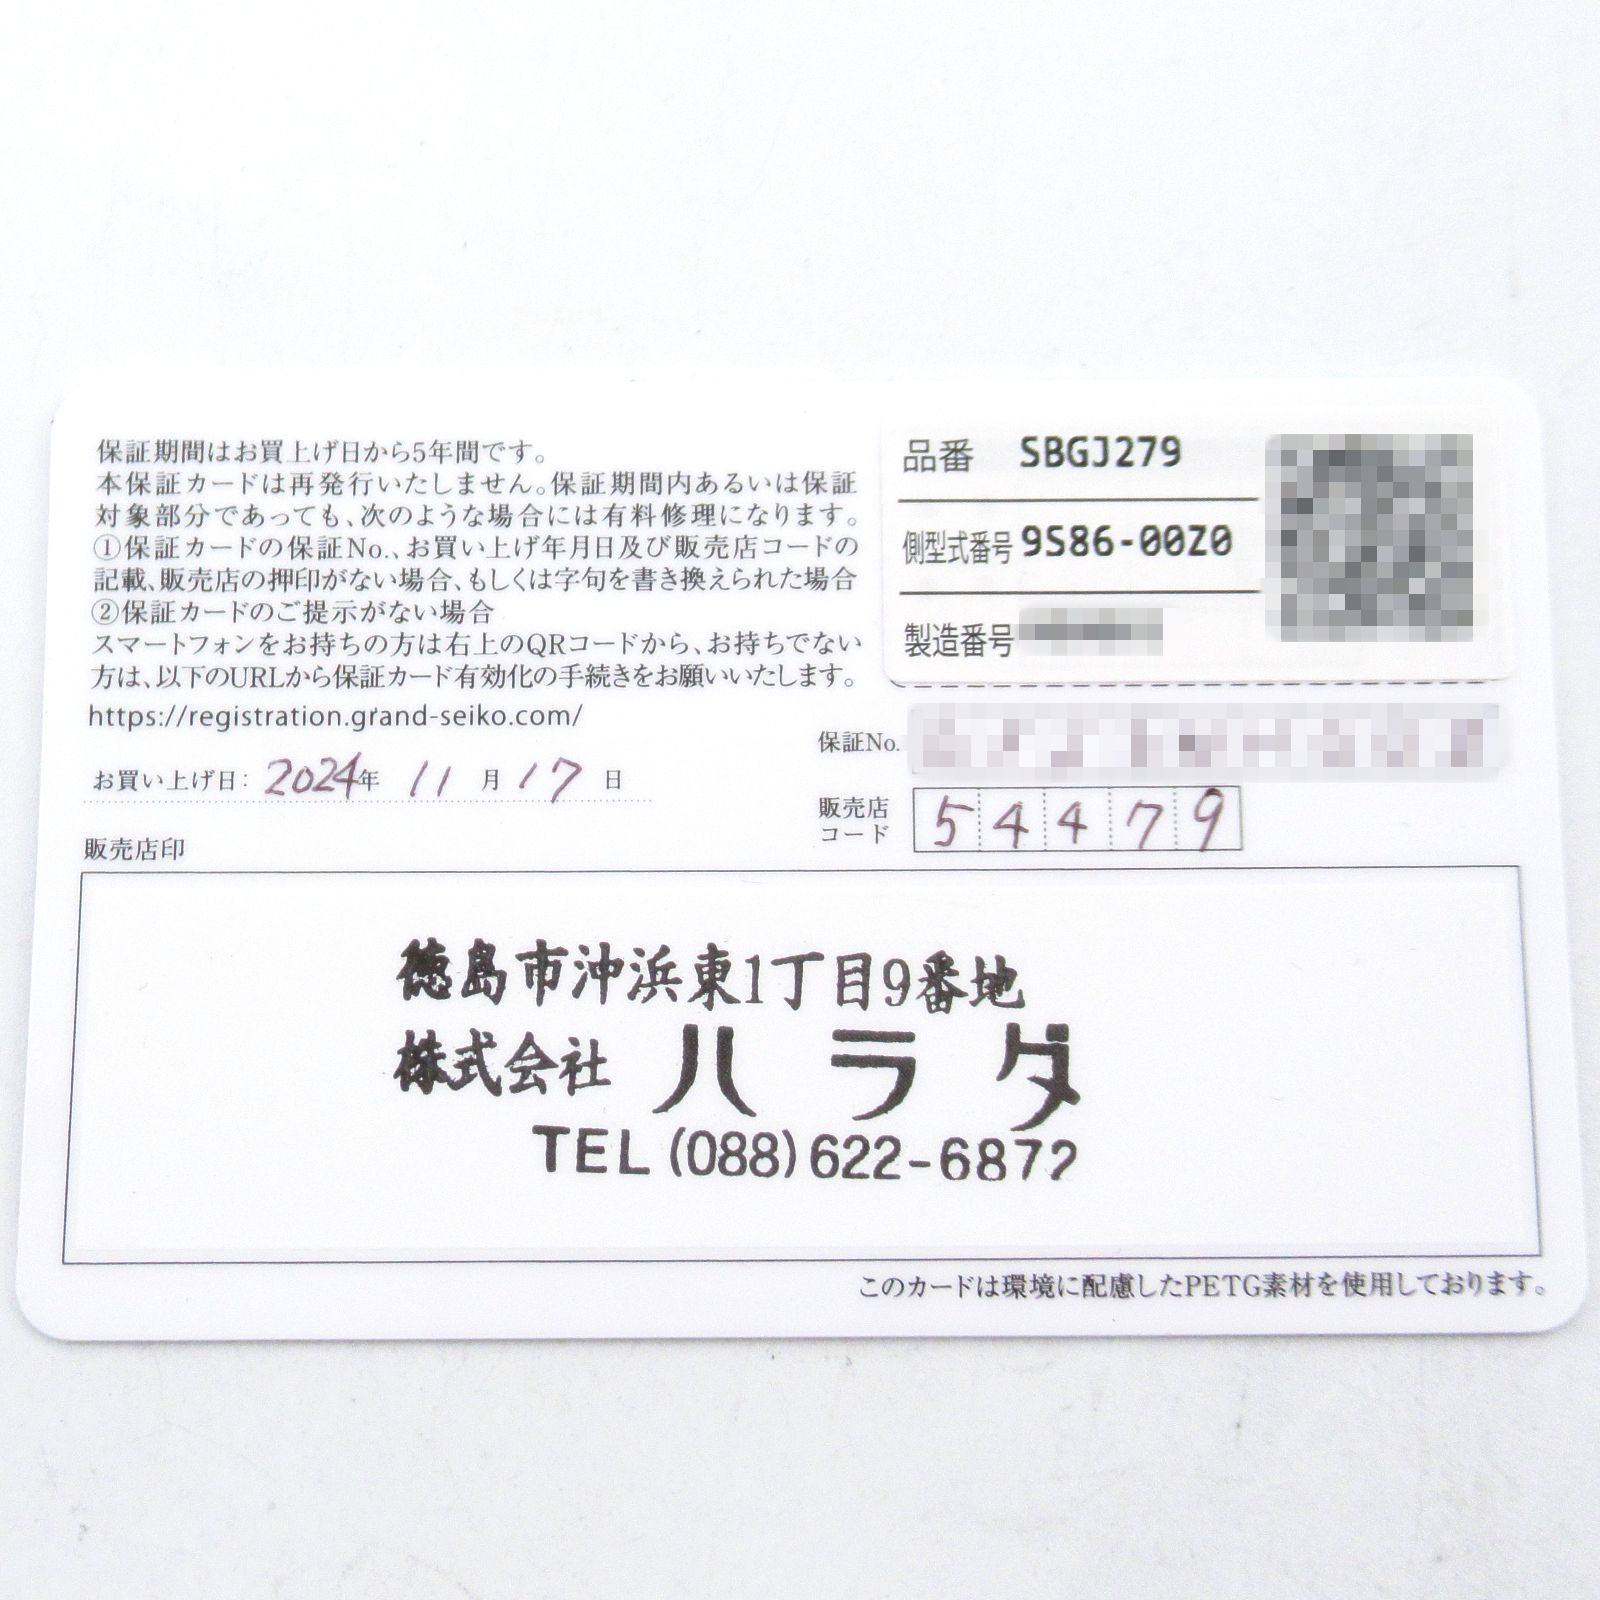 保証期間はお買上げ日から5年間です。
本保証カードは再発行いたしません。保証期間内あるいは保証
対象部分であっても、次のような場合には有料修理になります。
①保証カードの保証No.、お買い上げ年月日及び販売店コードの
記載、販売店の押印がない場合、もしくは字句を書き換えられた場合
②保証カードのご提示がない場合
スマートフォンをお持ちの方は右上のQRコードから、お持ちでない
方は、以下のURLから保証カード有効化の手続きをお願いいたします。
https://registration.grand-seiko.com/
お買い上げ日: 2024年 11月 17日
品番 SBGJ279
側型式番号 9S86-00Z0
製造番号
保証No.
販売店
コード 54479
販売店印
徳島市沖浜東1丁目9番地
株式会社 ハラダ
TEL (088) 622-6872
このカードは環境に配慮したPETG素材を使用しております。